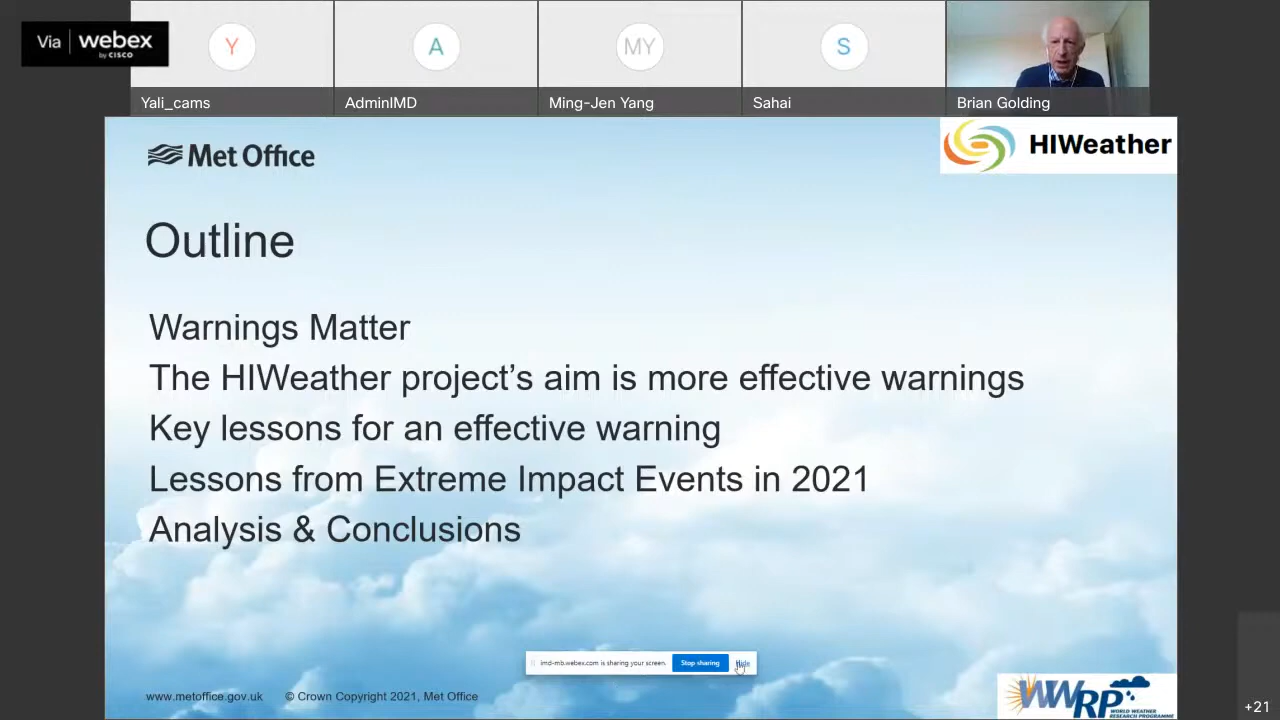 Via webex
by CISCO
Y
A
MY
S
Yali_cams
AdminIMD
Ming-Jen Yang
Sahai
Brian Golding
Met Office
HIWeather
Outline
Warnings Matter
The HIWeather project’s aim is more effective warnings
Key lessons for an effective warning
Lessons from Extreme Impact Events in 2021
Analysis & Conclusions
imd-mb.webex.com is sharing your screen.
Stop sharing
Hide
www.metoffice.gov.uk © Crown Copyright 2021, Met Office
WWRP
WORLD WEATHER
RESEARCH PROGRAMME
+21